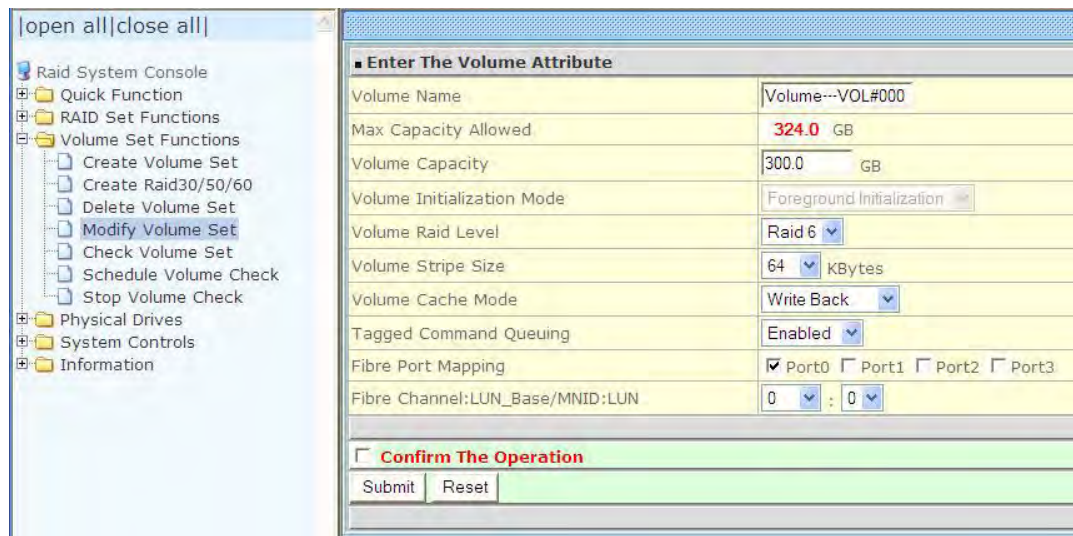 |open all|close all|
Raid System Console
Quick Function
RAID Set Functions
Volume Set Functions
Create Volume Set
Create Raid30/50/60
Delete Volume Set
Modify Volume Set
Check Volume Set
Schedule Volume Check
Stop Volume Check
Physical Drives
System Controls
Information
Enter The Volume Attribute
Volume Name Volume---VOL#000
Max Capacity Allowed 324.0 GB
Volume Capacity 300.0 GB
Volume Initialization Mode Foreground Initialization
Volume Raid Level Raid 6
Volume Stripe Size 64 KBytes
Volume Cache Mode Write Back
Tagged Command Queuing Enabled
Fibre Port Mapping Port0 Port1 Port2 Port3
Fibre Channel:LUN_Base/MNID:LUN 0 : 0
Confirm The Operation
Submit Reset